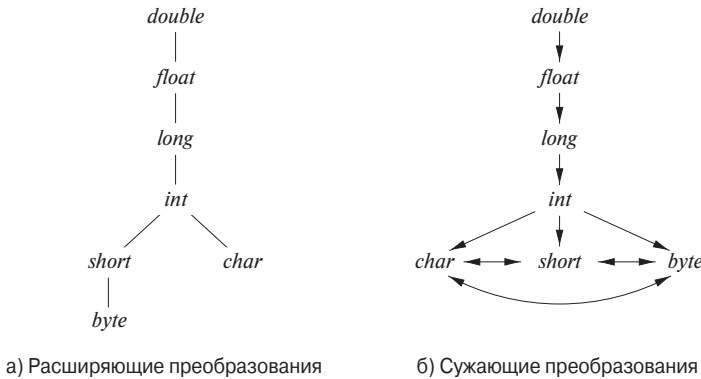 double double
float float
long long
int int
short char char short byte
byte
а) Расширяющие преобразования б) Сужающие преобразования